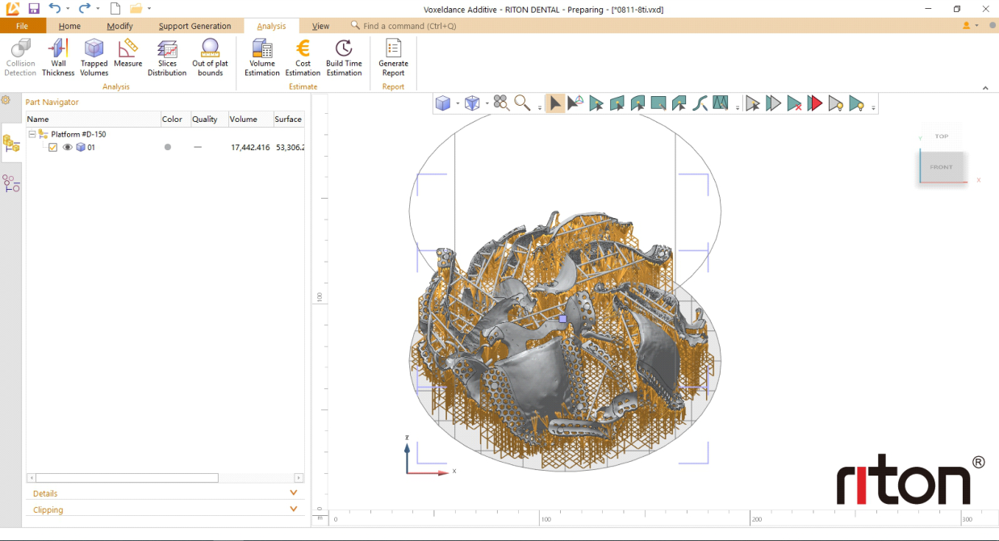 Voxeldance Additive - RITON DENTAL - Preparing - [*0811-8ti.vxd]
File Home Modify Support Generation Analysis View Find a command (Ctrl+Q)
Collision Detection
Wall Thickness
Trapped Volumes
Measure
Slices Distribution
Out of plat bounds
Volume Estimation
Cost Estimation
Build Time Estimation
Generate Report
Analysis Estimate Report
Part Navigator
Name Color Quality Volume Surface
Platform #D-150
01 17,442.416 53,306.2
TOP
FRONT
Y
X
100
Z
X
Details
Clipping
0
m
0 100 200 300
riton®